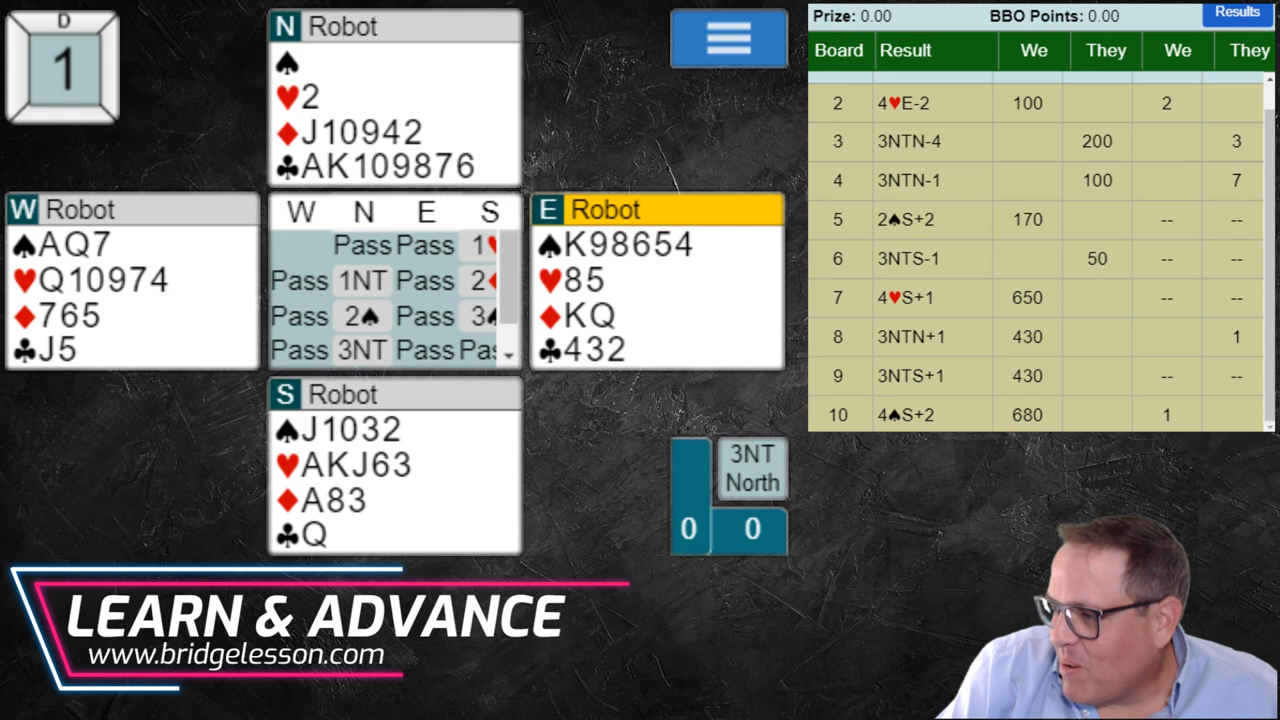 D
1
N Robot
♠
♥2
♦J10942
♣AK109876
W Robot
♠AQ7
♥Q10974
♦765
♣J5
W N E S
Pass Pass 1♥
Pass 1NT Pass 2♦
Pass 2♠ Pass 3♠
Pass 3NT Pass Pas
E Robot
♠K98654
♥85
♦KQ
♣432
S Robot
♠J1032
♥AKJ63
♦A83
♣Q
3NT
North
0 0
Prize: 0.00 BBO Points: 0.00 Results
Board Result We They We They
2 4♥E-2 100 2
3 3NTN-4 200 3
4 3NTN-1 100 7
5 2♠S+2 170 -- --
6 3NTS-1 50 -- --
7 4♥S+1 650 -- --
8 3NTN+1 430 1
9 3NTS+1 430 -- --
10 4♠S+2 680 1
LEARN & ADVANCE
www.bridgelesson.com